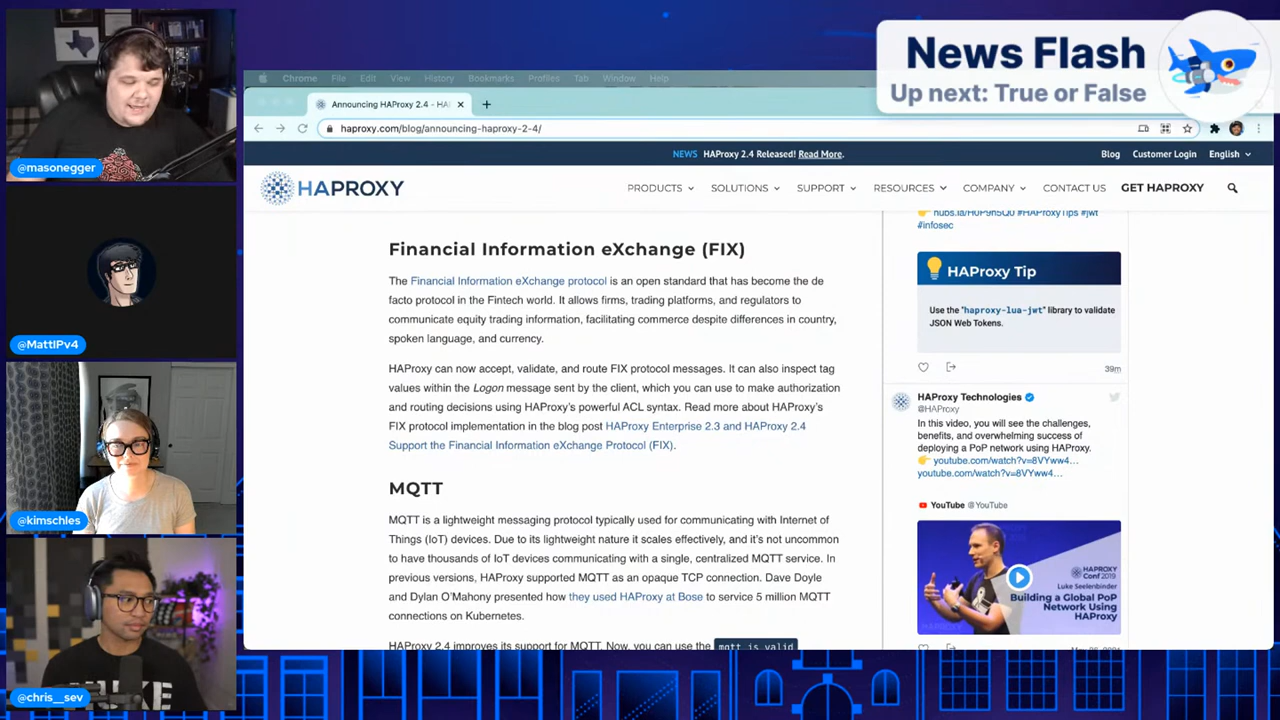 News Flash
Up next: True or False
Chrome File Edit View History Bookmarks Profiles Tab Window Help
Announcing HAProxy 2.4 - HA
haproxy.com/blog/announcing-haproxy-2-4/
NEWS HAProxy 2.4 Released! Read More.
Blog Customer Login English
HAPROXY
PRODUCTS SOLUTIONS SUPPORT RESOURCES COMPANY CONTACT US GET HAPROXY
Financial Information eXchange (FIX)
The Financial Information eXchange protocol is an open standard that has become the de
facto protocol in the Fintech world. It allows firms, trading platforms, and regulators to
communicate equity trading information, facilitating commerce despite differences in country,
spoken language, and currency.
HAProxy can now accept, validate, and route FIX protocol messages. It can also inspect tag
values within the Logon message sent by the client, which you can use to make authorization
and routing decisions using HAProxy's powerful ACL syntax. Read more about HAProxy's
FIX protocol implementation in the blog post HAProxy Enterprise 2.3 and HAProxy 2.4
Support the Financial Information eXchange Protocol (FIX).
MQTT
MQTT is a lightweight messaging protocol typically used for communicating with Internet of
Things (IoT) devices. Due to its lightweight nature it scales effectively, and it's not uncommon
to have thousands of IoT devices communicating with a single, centralized MQTT service. In
previous versions, HAProxy supported MQTT as an opaque TCP connection. Dave Doyle
and Dylan O'Mahony presented how they used HAProxy at Bose to service 5 million MQTT
connections on Kubernetes.
HAProxy 2.4 improves its support for MQTT. Now, you can use the mqtt_is_valid
#HAProxyTips #jwt
#infosec
HAProxy Tip
Use the "haproxy-lua-jwt" library to validate
JSON Web Tokens.
39m
HAProxy Technologies
@HAProxy
In this video, you will see the challenges,
benefits, and overwhelming success of
deploying a PoP network using HAProxy.
youtube.com/watch?v=8VYww4…
youtube.com/watch?v=8VYww4…
YouTube @YouTube
HAPROXY
Conf 2019
Luke Seelenbinder
Building a Global PoP
Network Using
HAProxy
@masonegger
@MattIPv4
@kimschles
@chris__sev